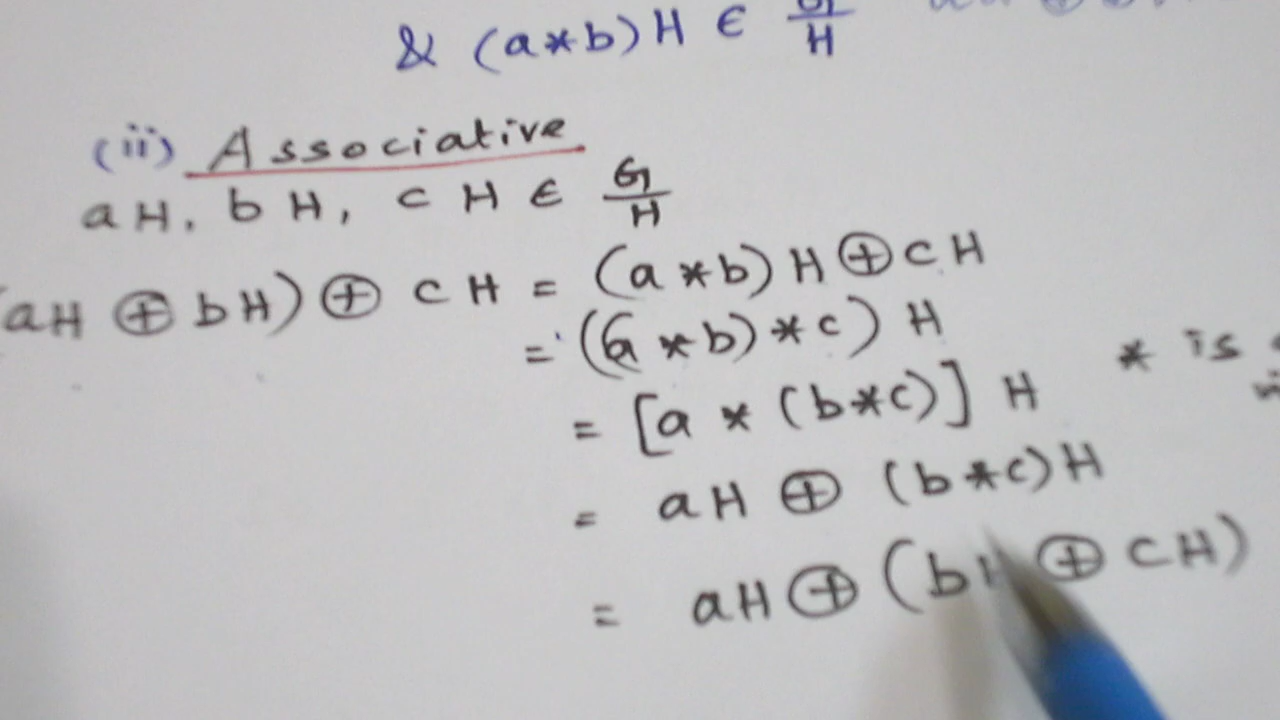 & (a*b) H ∈ G/H
(ii) Associative
aH, bH, cH ∈ G/H
(aH ⊕ bH) ⊕ cH = (a*b) H ⊕ cH
= ((a*b)*c) H
= [a * (b*c)] H * is
= aH ⊕ (b*c) H
= aH ⊕ (bH ⊕ cH)